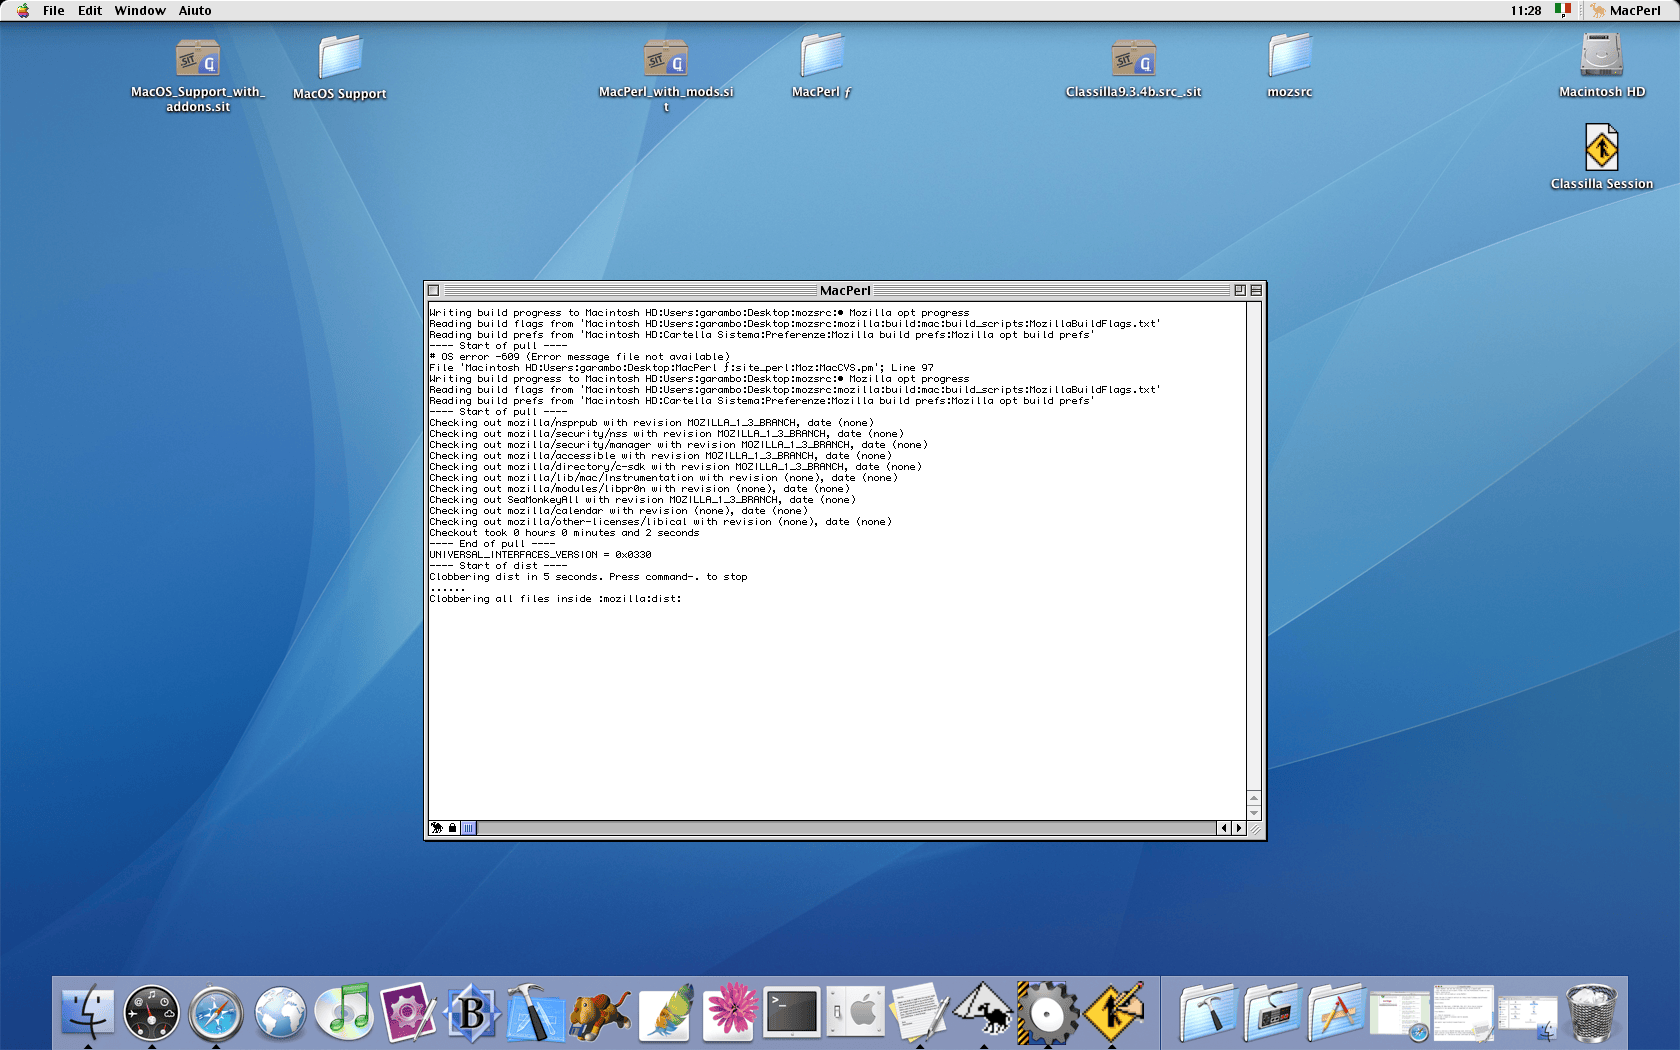 File Edit Window Aiuto 11:28 MacPerl
MacOS_Support_with_
addons.sit
MacOS Support
MacPerl_with_mods.si
t
MacPerl ƒ
Classilla9.3.4b.src_.sit
mozsrc
Macintosh HD
Classilla Session
MacPerl
Writing build progress to Macintosh HD:Users:garambo:Desktop:mozsrc:● Mozilla opt progress
Reading build flags from 'Macintosh HD:Users:garambo:Desktop:mozsrc:mozilla:build:mac:build_scripts:MozillaBuildFlags.txt'
Reading build prefs from 'Macintosh HD:Cartella Sistema:Preferenze:Mozilla build prefs:Mozilla opt build prefs'
---- Start of pull ----
# OS error -609 (Error message file not available)
File 'Macintosh HD:Users:garambo:Desktop:MacPerl ƒ:site_perl:Moz:MacCVS.pm'; Line 97
Writing build progress to Macintosh HD:Users:garambo:Desktop:mozsrc:● Mozilla opt progress
Reading build flags from 'Macintosh HD:Users:garambo:Desktop:mozsrc:mozilla:build:mac:build_scripts:MozillaBuildFlags.txt'
Reading build prefs from 'Macintosh HD:Cartella Sistema:Preferenze:Mozilla build prefs:Mozilla opt build prefs'
---- Start of pull ----
Checking out mozilla/nsprpub with revision MOZILLA_1_3_BRANCH, date (none)
Checking out mozilla/security/nss with revision MOZILLA_1_3_BRANCH, date (none)
Checking out mozilla/security/manager with revision MOZILLA_1_3_BRANCH, date (none)
Checking out mozilla/accessible with revision MOZILLA_1_3_BRANCH, date (none)
Checking out mozilla/directory/c-sdk with revision MOZILLA_1_3_BRANCH, date (none)
Checking out mozilla/lib/mac/Instrumentation with revision (none), date (none)
Checking out mozilla/modules/libpr0n with revision (none), date (none)
Checking out SeaMonkeyAll with revision MOZILLA_1_3_BRANCH, date (none)
Checking out mozilla/calendar with revision (none), date (none)
Checking out mozilla/other-licenses/libical with revision (none), date (none)
Checkout took 0 hours 0 minutes and 2 seconds
---- End of pull ----
UNIVERSAL_INTERFACES_VERSION = 0x0330
---- Start of dist ----
Clobbering dist in 5 seconds. Press command-. to stop
......
Clobbering all files inside :mozilla:dist: